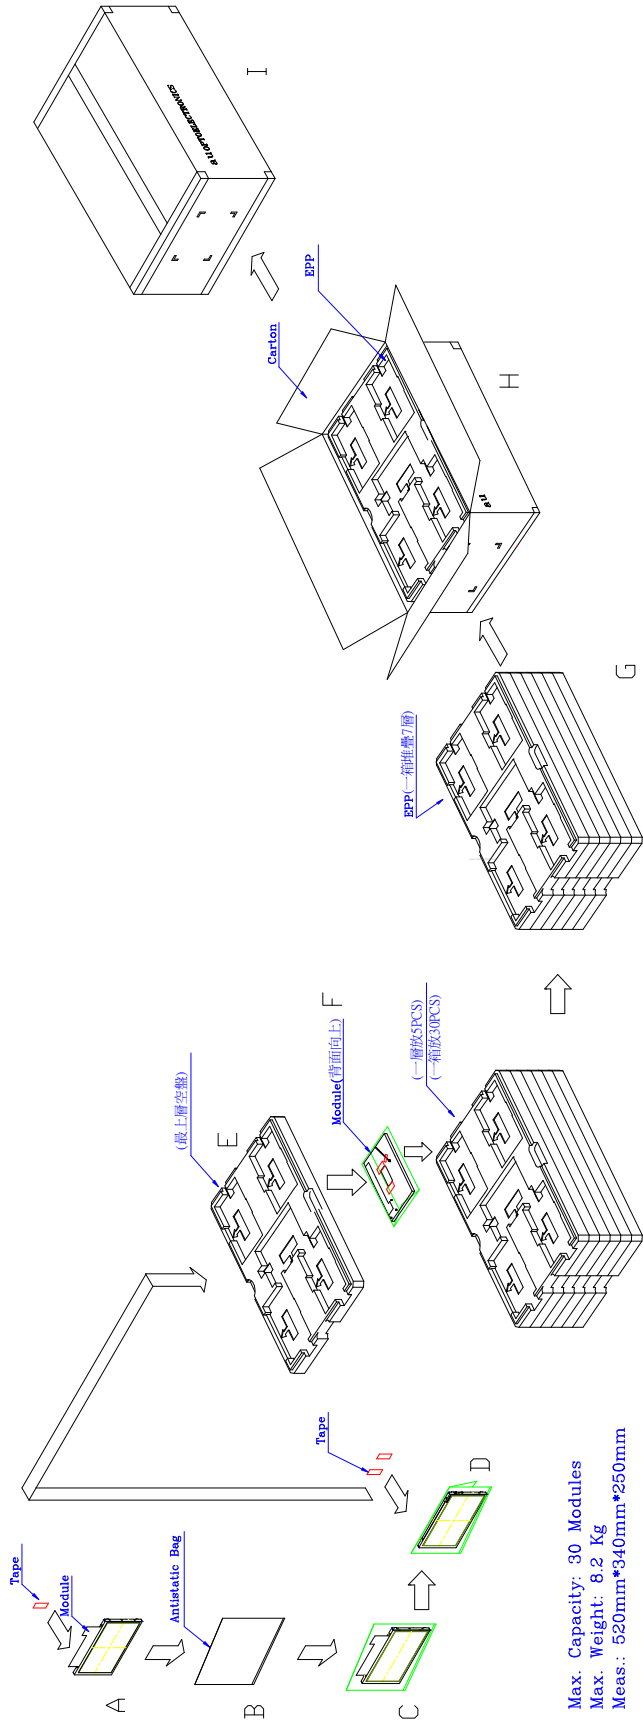 Tape
Module
A
Antistatic Bag
B
C
Tape
D
(最上層空盤)
E
Module(背面向上)
F
(一層放5PCS)
(一箱放30PCS)
EPP(一箱堆疊7層)
G
Carton
EPP
H
I
Max. Capacity: 30 Modules
Max. Weight: 8.2 Kg
Meas.: 520mm*340mm*250mm